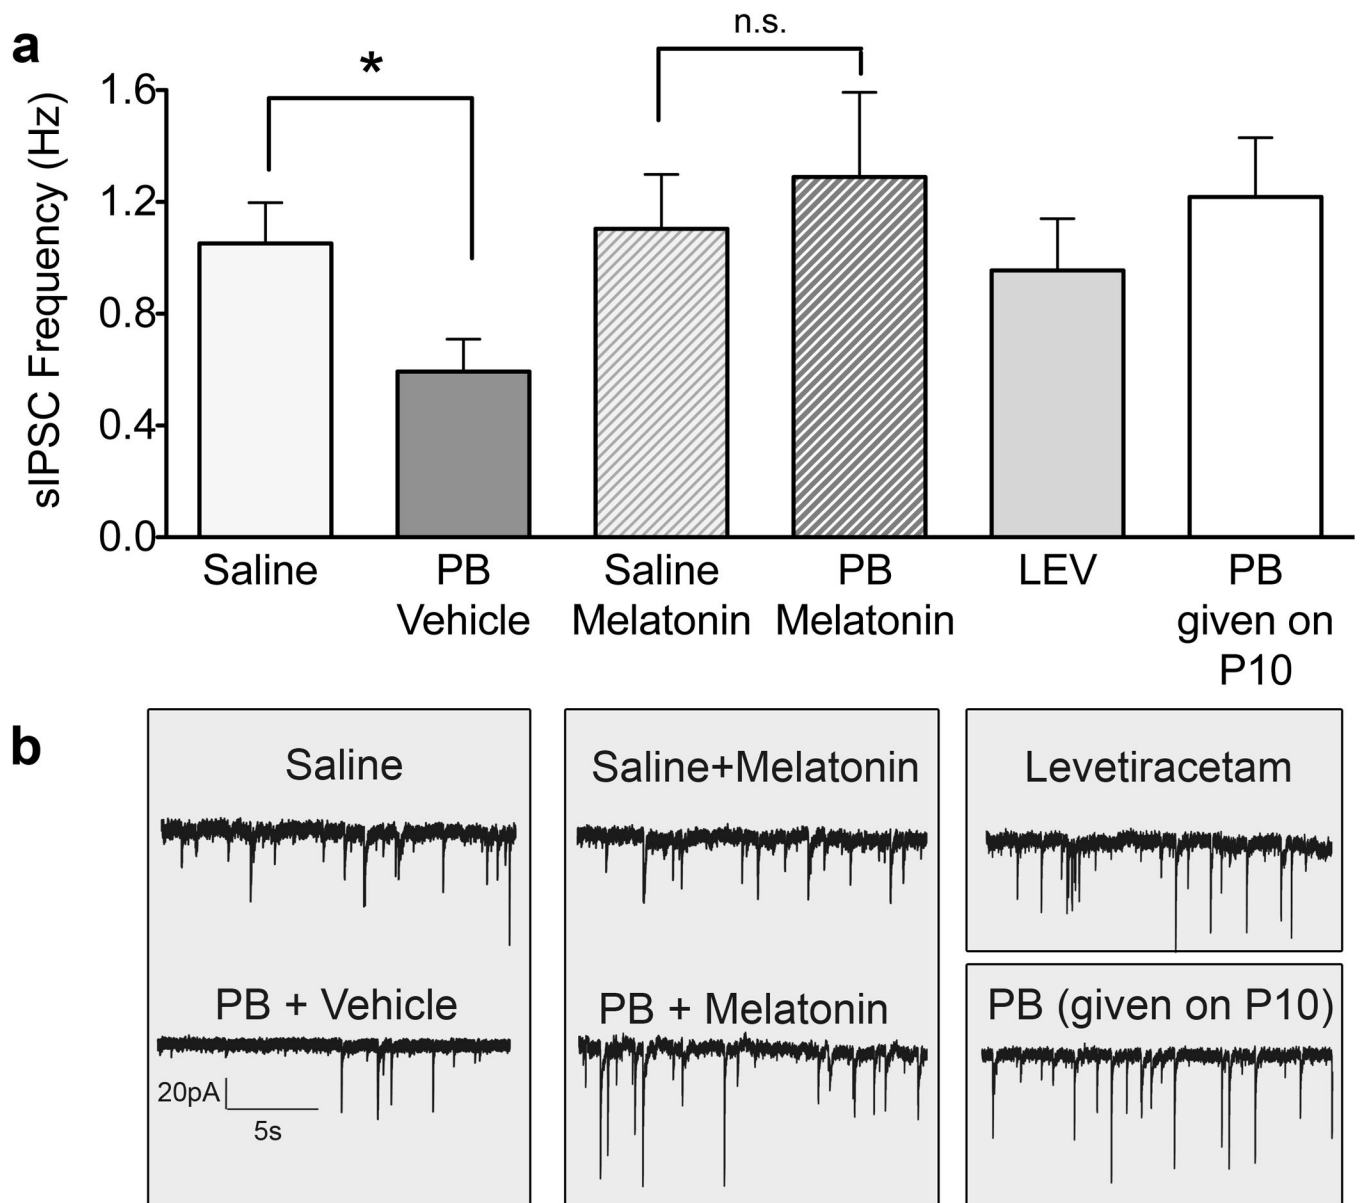 a
n.s.
*
sIPSC Frequency (Hz)
1.6
1.2
0.8
0.4
0.0
Saline
PB
Vehicle
Saline
Melatonin
PB
Melatonin
LEV
PB
given on
P10
b
Saline
PB + Vehicle
20pA
5s
Saline+Melatonin
PB + Melatonin
Levetiracetam
PB (given on P10)